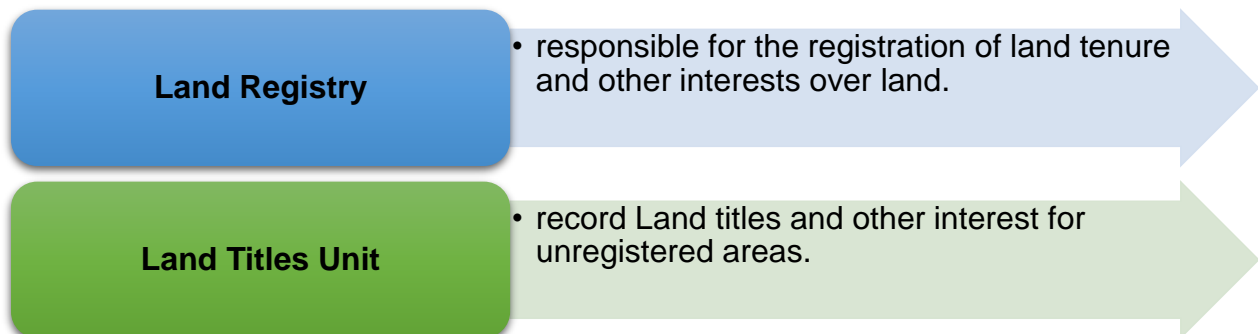 Land Registry
• responsible for the registration of land tenure
and other interests over land.
Land Titles Unit
• record Land titles and other interest for
unregistered areas.